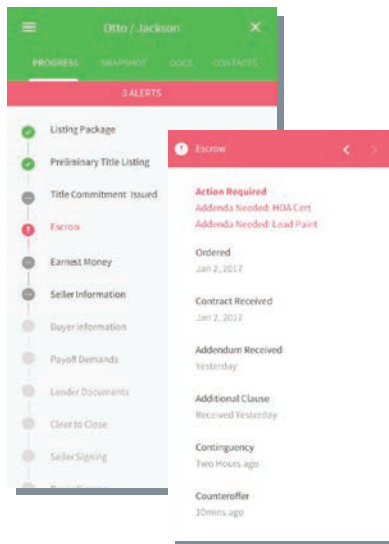 Otto / Jackson
PROGRESS SNAPSHOT DOCS CONTACTS
3 ALERTS
Listing Package
Preliminary Title Listing
Title Commitment Issued
Escrow
Earnest Money
Seller Information
Buyer Information
Payoff Demands
Lender Documents
Clear to Close
Seller Signing
Escrow
Action Required
Addenda Needed: HOA Cert
Addenda Needed: Lead Paint
Ordered
Jan 2, 2017
Contract Received
Jan 2, 2017
Addendum Received
Yesterday
Additional Clause
Received Yesterday
Continguency
Two Hours ago
Counteroffer
10mins ago